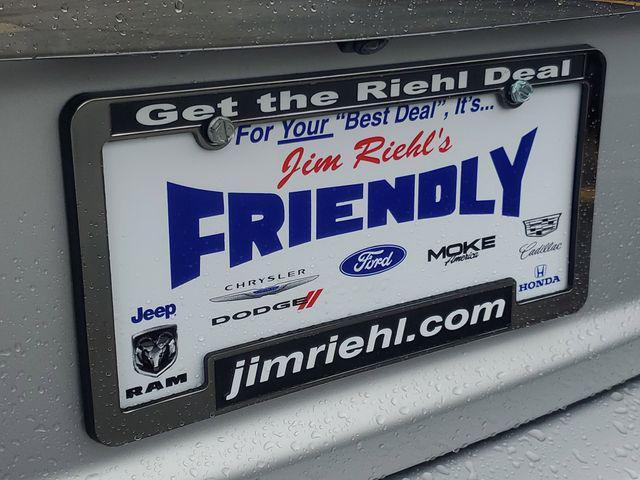 Get the Riehl Deal
For Your "Best Deal", It's...
Jim Riehl's
FRIENDLY
Jeep
RAM
CHRYSLER
DODGE
Ford
MOKE
America
Cadillac
HONDA
jimriehl.com